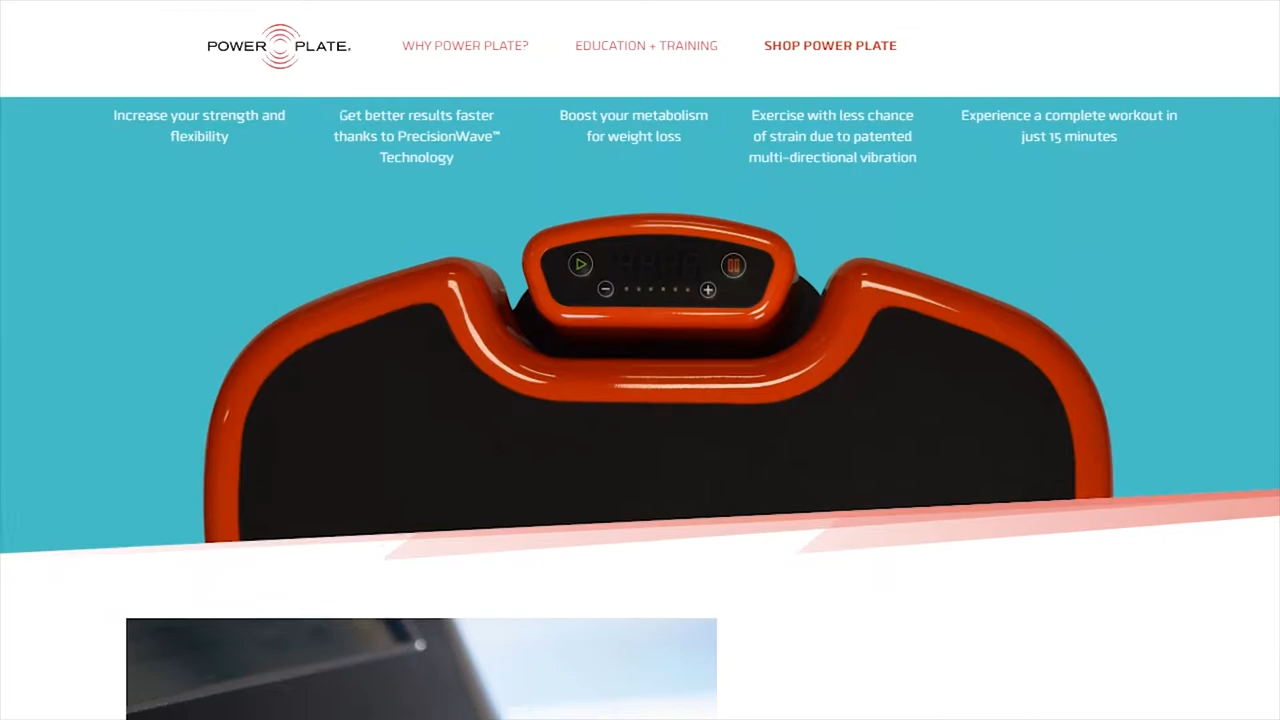 POWER PLATE®
WHY POWER PLATE?
EDUCATION + TRAINING
SHOP POWER PLATE
Increase your strength and
flexibility
Get better results faster
thanks to PrecisionWave™
Technology
Boost your metabolism
for weight loss
Exercise with less chance
of strain due to patented
multi-directional vibration
Experience a complete workout in
just 15 minutes